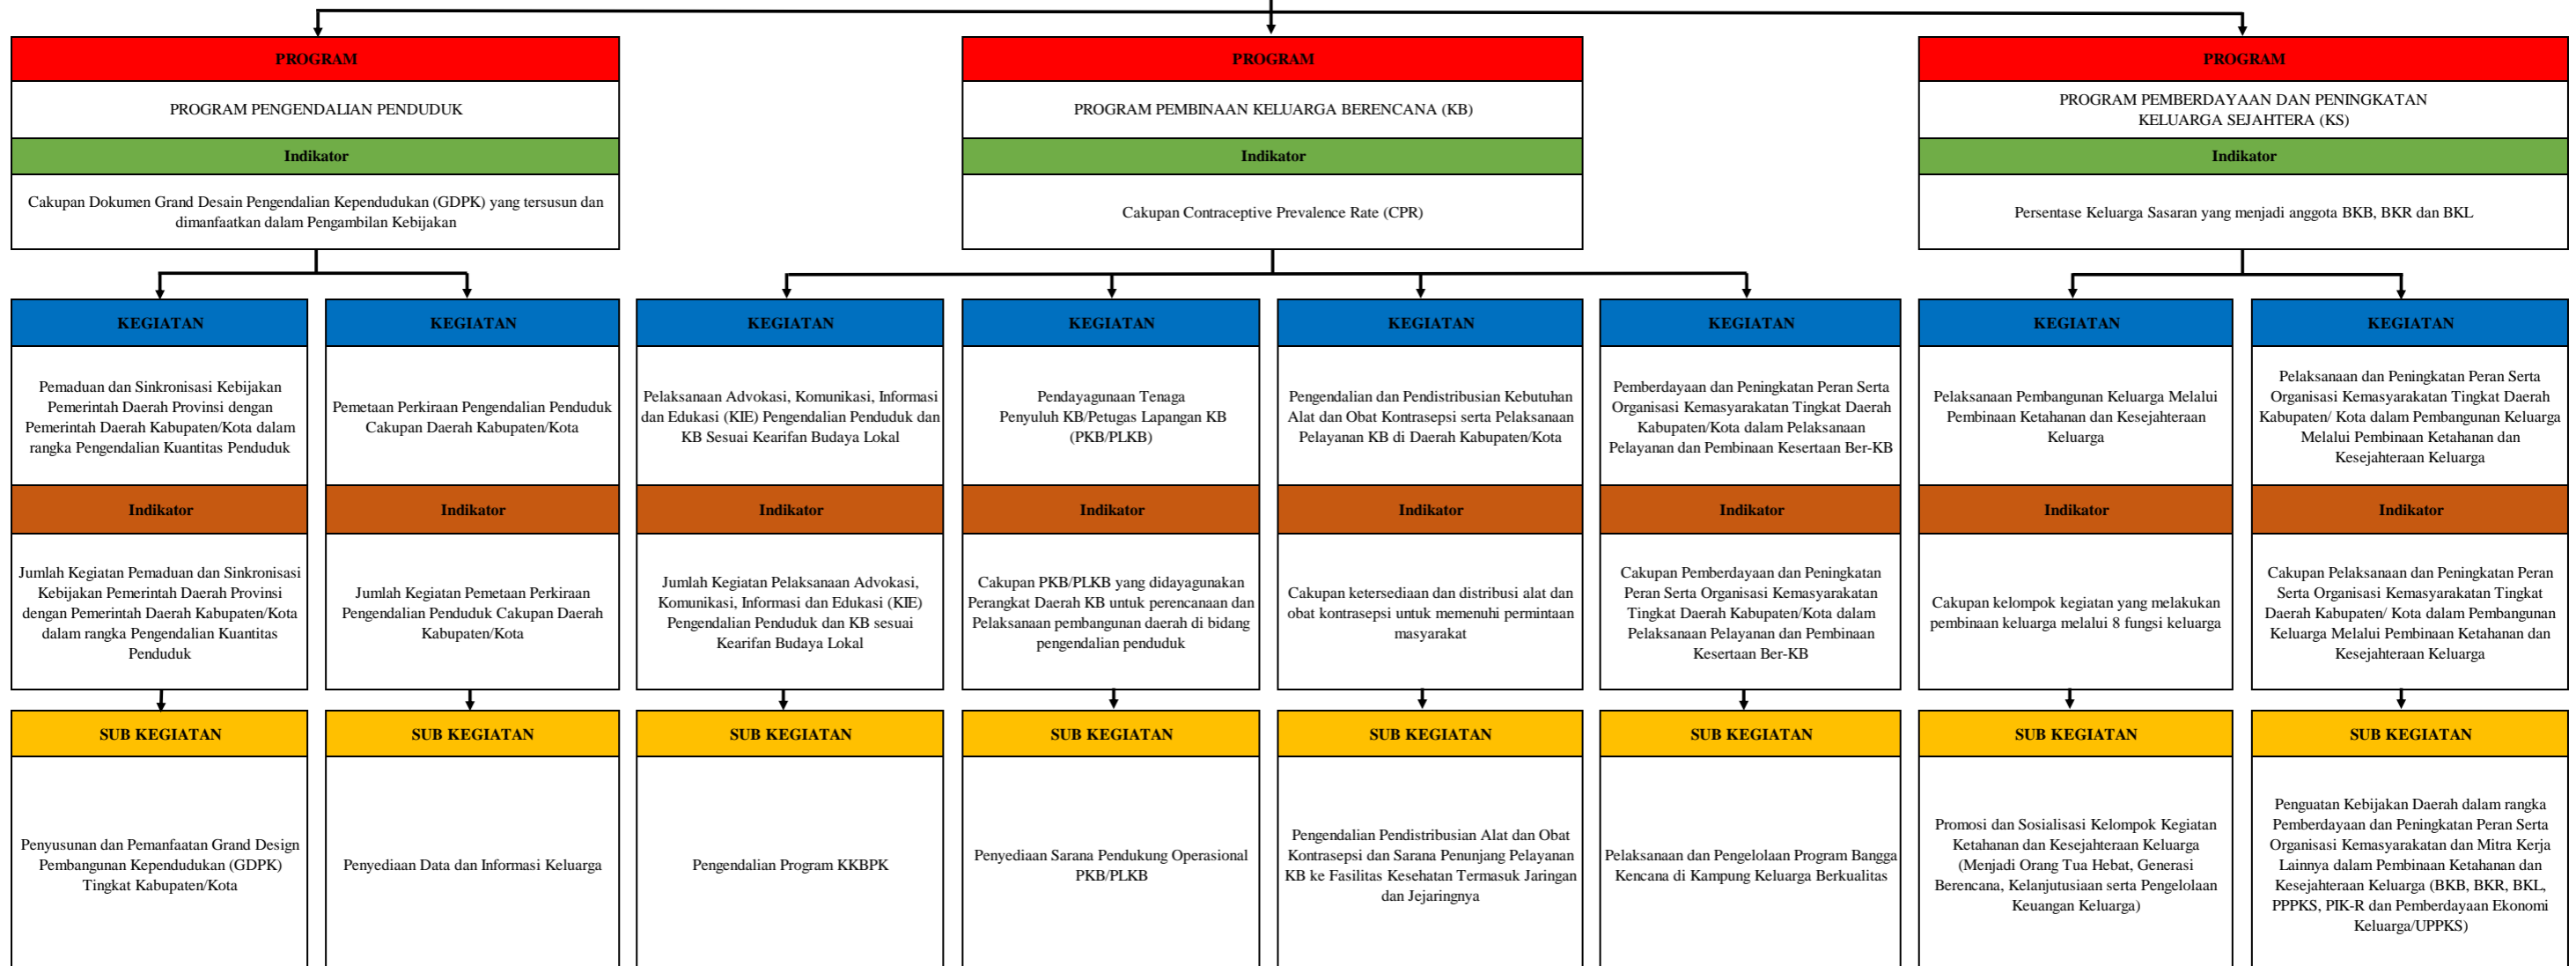 PROGRAM
PROGRAM PENGENDALIAN PENDUDUK
Indikator
Cakupan Dokumen Grand Desain Pengendalian Kependudukan (GDPK) yang tersusun dan
dimanfaatkan dalam Pengambilan Kebijakan
PROGRAM
PROGRAM PEMBINAAN KELUARGA BERENCANA (KB)
Indikator
Cakupan Contraceptive Prevalence Rate (CPR)
PROGRAM
PROGRAM PEMBERDAYAAN DAN PENINGKATAN
KELUARGA SEJAHTERA (KS)
Indikator
Persentase Keluarga Sasaran yang menjadi anggota BKB, BKR dan BKL
KEGIATAN
Pemaduan dan Sinkronisasi Kebijakan
Pemerintah Daerah Provinsi dengan
Pemerintah Daerah Kabupaten/Kota dalam
rangka Pengendalian Kuantitas Penduduk
Indikator
Jumlah Kegiatan Pemaduan dan Sinkronisasi
Kebijakan Pemerintah Daerah Provinsi
dengan Pemerintah Daerah Kabupaten/Kota
dalam rangka Pengendalian Kuantitas
Penduduk
SUB KEGIATAN
Penyusunan dan Pemanfaatan Grand Design
Pembangunan Kependudukan (GDPK)
Tingkat Kabupaten/Kota
KEGIATAN
Pemetaan Perkiraan Pengendalian Penduduk
Cakupan Daerah Kabupaten/Kota
Indikator
Jumlah Kegiatan Pemetaan Perkiraan
Pengendalian Penduduk Cakupan Daerah
Kabupaten/Kota
SUB KEGIATAN
Penyediaan Data dan Informasi Keluarga
KEGIATAN
Pelaksanaan Advokasi, Komunikasi, Informasi
dan Edukasi (KIE) Pengendalian Penduduk dan
KB Sesuai Kearifan Budaya Lokal
Indikator
Jumlah Kegiatan Pelaksanaan Advokasi,
Komunikasi, Informasi dan Edukasi (KIE)
Pengendalian Penduduk dan KB sesuai
Kearifan Budaya Lokal
SUB KEGIATAN
Pengendalian Program KKBPK
KEGIATAN
Pendayagunaan Tenaga
Penyuluh KB/Petugas Lapangan KB
(PKB/PLKB)
Indikator
Cakupan PKB/PLKB yang didayagunakan
Perangkat Daerah KB untuk perencanaan dan
Pelaksanaan pembangunan daerah di bidang
pengendalian penduduk
SUB KEGIATAN
Penyediaan Sarana Pendukung Operasional
PKB/PLKB
KEGIATAN
Pengendalian dan Pendistribusian Kebutuhan
Alat dan Obat Kontrasepsi serta Pelaksanaan
Pelayanan KB di Daerah Kabupaten/Kota
Indikator
Cakupan ketersediaan dan distribusi alat dan
obat kontrasepsi untuk memenuhi permintaan
masyarakat
SUB KEGIATAN
Pengendalian Pendistribusian Alat dan Obat
Kontrasepsi dan Sarana Penunjang Pelayanan
KB ke Fasilitas Kesehatan Termasuk Jaringan
dan Jejaringnya
KEGIATAN
Pemberdayaan dan Peningkatan Peran Serta
Organisasi Kemasyarakatan Tingkat Daerah
Kabupaten/Kota dalam Pelaksanaan
Pelayanan dan Pembinaan Kesertaan Ber-KB
Indikator
Cakupan Pemberdayaan dan Peningkatan
Peran Serta Organisasi Kemasyarakatan
Tingkat Daerah Kabupaten/Kota dalam
Pelaksanaan Pelayanan dan Pembinaan
Kesertaan Ber-KB
SUB KEGIATAN
Pelaksanaan dan Pengelolaan Program Bangga
Kencana di Kampung Keluarga Berkualitas
KEGIATAN
Pelaksanaan Pembangunan Keluarga Melalui
Pembinaan Ketahanan dan Kesejahteraan
Keluarga
Indikator
Cakupan kelompok kegiatan yang melakukan
pembinaan keluarga melalui 8 fungsi keluarga
SUB KEGIATAN
Promosi dan Sosialisasi Kelompok Kegiatan
Ketahanan dan Kesejahteraan Keluarga
(Menjadi Orang Tua Hebat, Generasi
Berencana, Kelanjutusiaan serta Pengelolaan
Keuangan Keluarga)
KEGIATAN
Pelaksanaan dan Peningkatan Peran Serta
Organisasi Kemasyarakatan Tingkat Daerah
Kabupaten/ Kota dalam Pembangunan Keluarga
Melalui Pembinaan Ketahanan dan
Kesejahteraan Keluarga
Indikator
Cakupan Pelaksanaan dan Peningkatan Peran
Serta Organisasi Kemasyarakatan Tingkat
Daerah Kabupaten/ Kota dalam Pembangunan
Keluarga Melalui Pembinaan Ketahanan dan
Kesejahteraan Keluarga
SUB KEGIATAN
Penguatan Kebijakan Daerah dalam rangka
Pemberdayaan dan Peningkatan Peran Serta
Organisasi Kemasyarakatan dan Mitra Kerja
Lainnya dalam Pembinaan Ketahanan dan
Kesejahteraan Keluarga (BKB, BKR, BKL,
PPPKS, PIK-R dan Pemberdayaan Ekonomi
Keluarga/UPPKS)